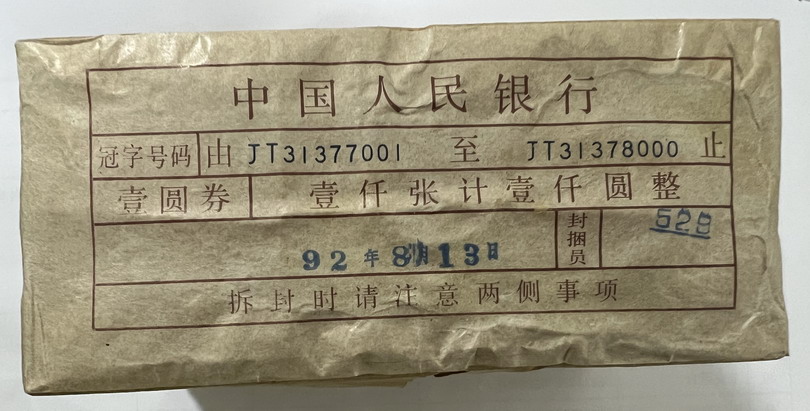 中国人民银行
冠字号码 由 JT31377001 至 JT31378000 止
壹圆券 壹仟张计壹仟圆整
92年8月13日 封捆员 528
拆封时请注意两侧事项